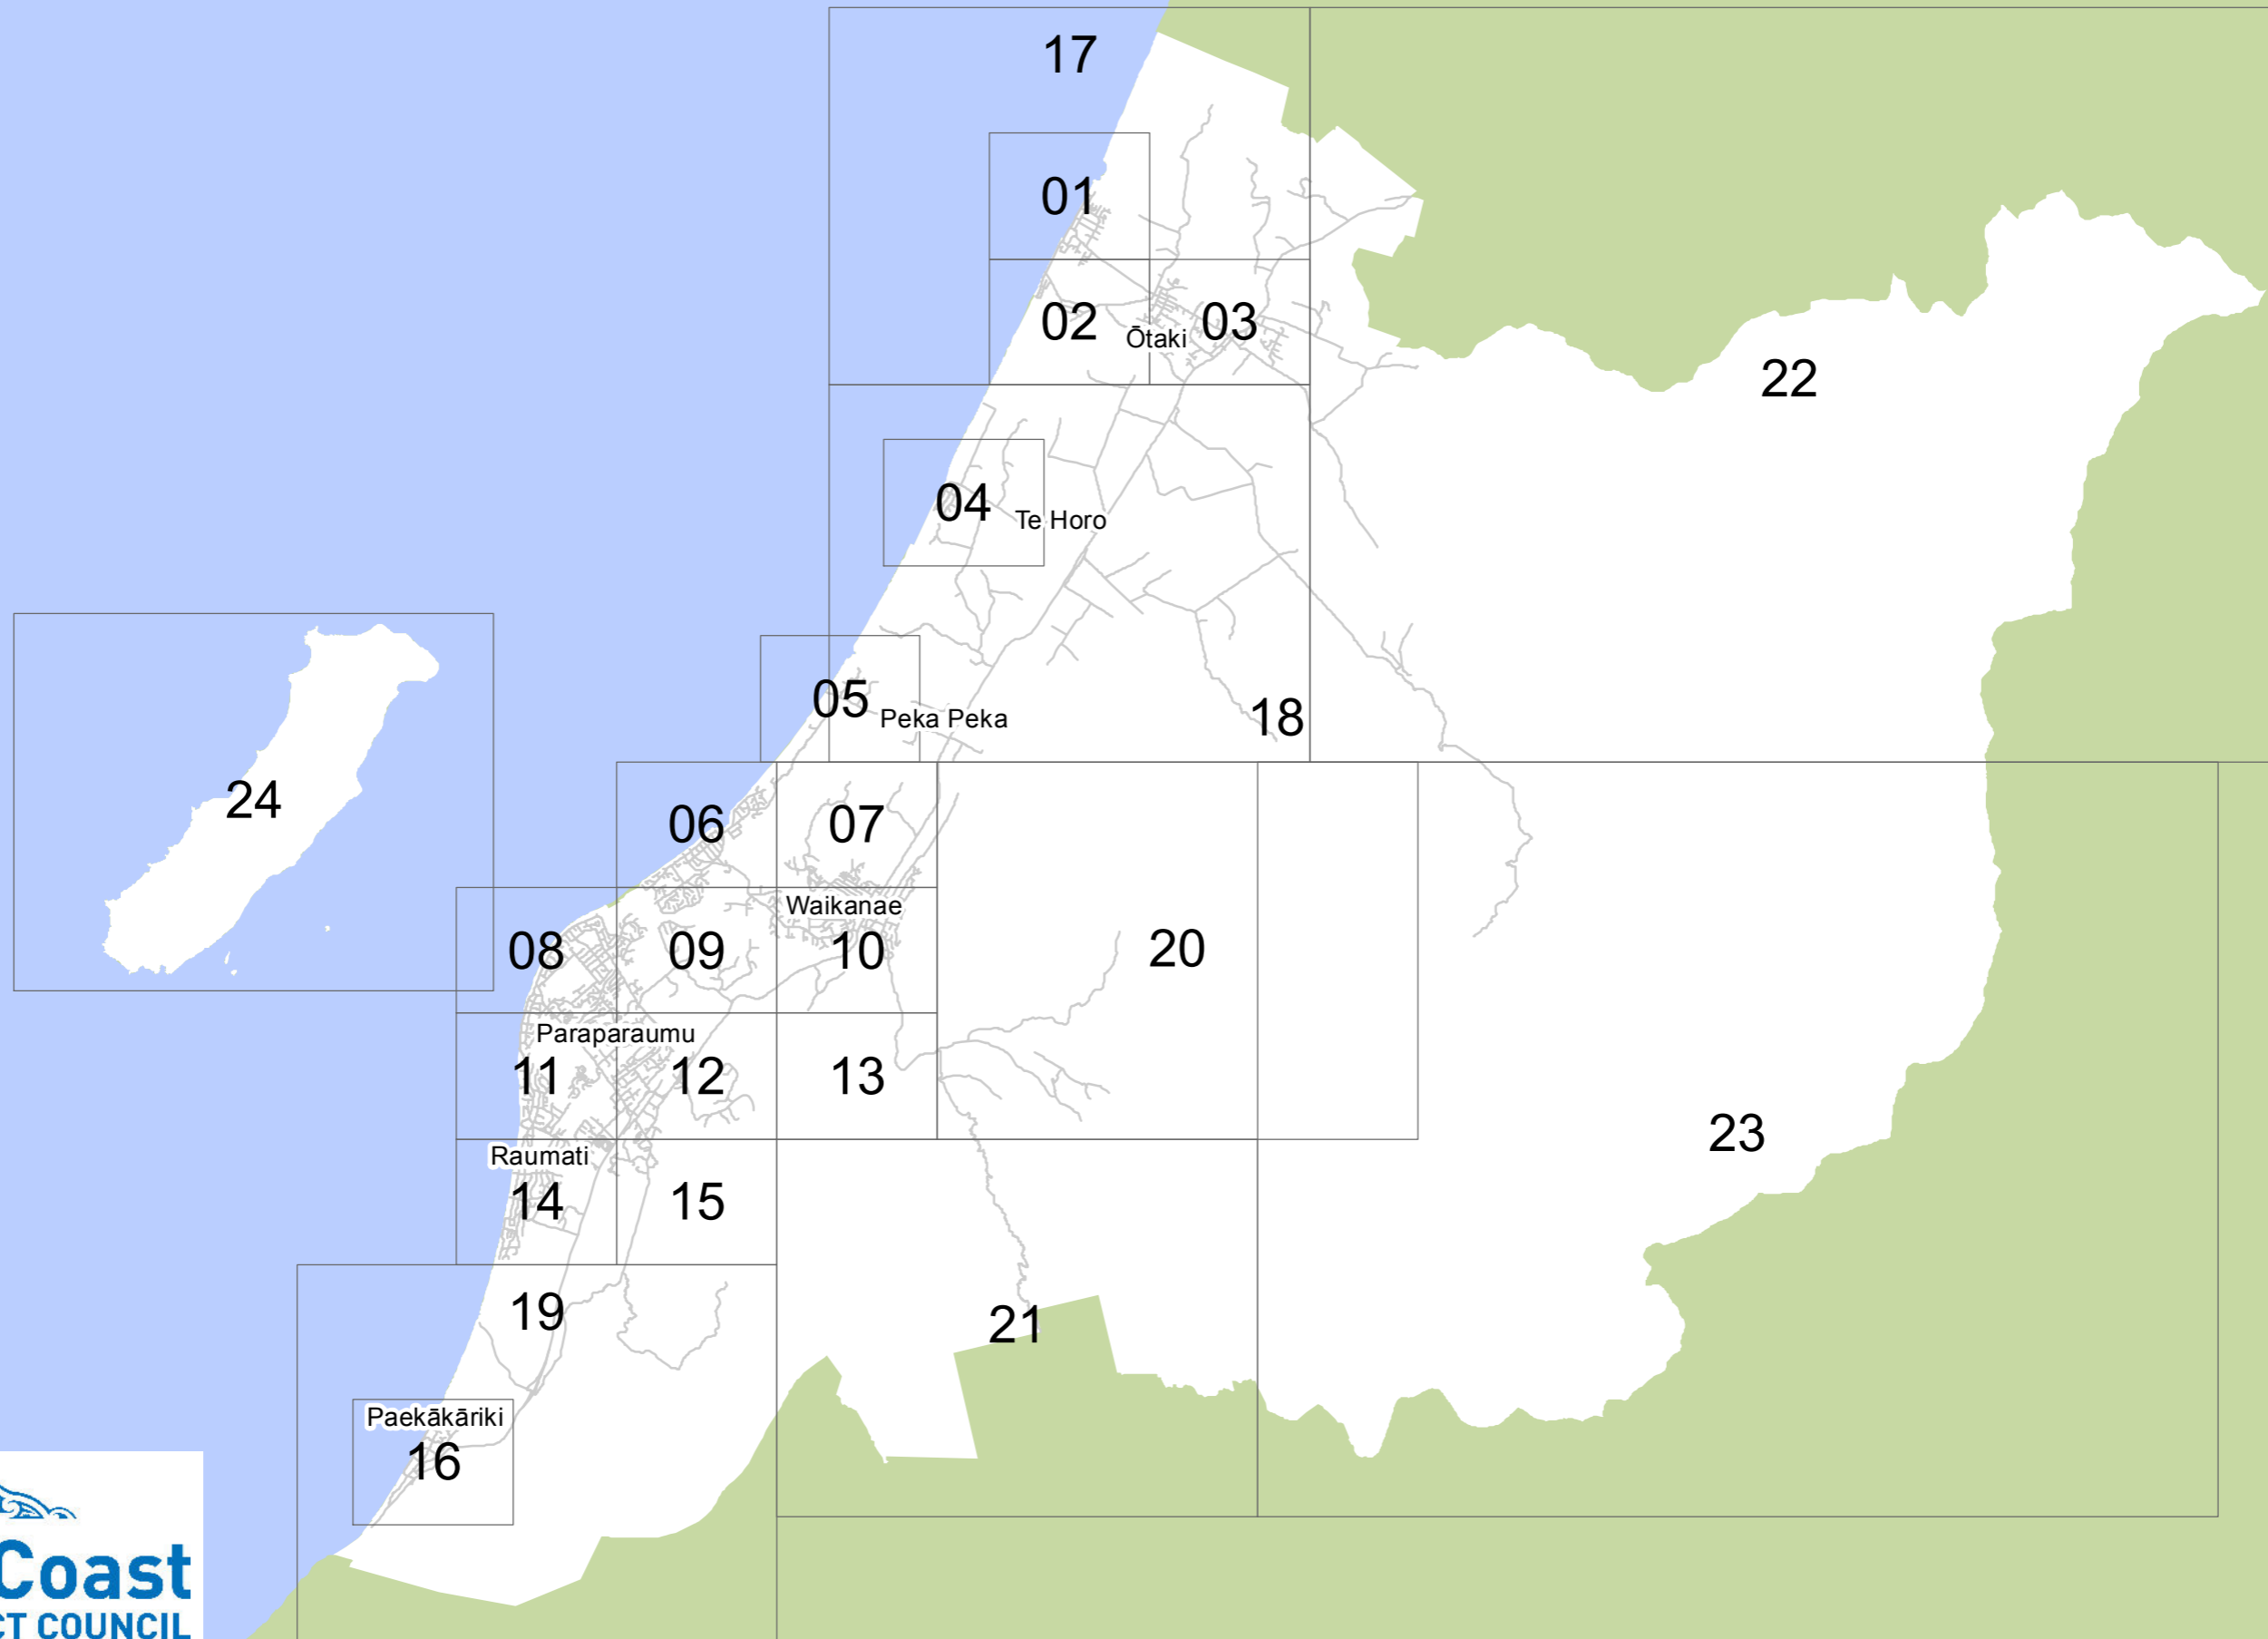 17
01
02
Ōtaki
03
22
04
Te Horo
05
Peka Peka
18
24
06
07
Waikanae
08
09
10
20
Paraparaumu
11
12
13
23
Raumati
14
15
19
21
Paekākāriki
16
Coast
CT COUNCIL